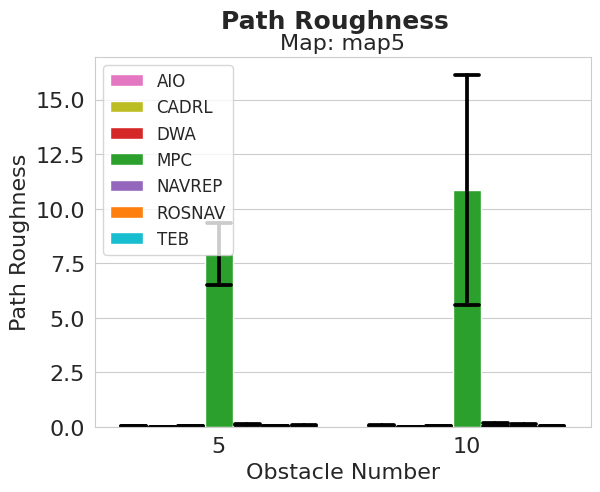 Path Roughness
Map: map5
Path Roughness
15.0
12.5
10.0
7.5
5.0
2.5
0.0
AIO
CADRL
DWA
MPC
NAVREP
ROSNAV
TEB
5
10
Obstacle Number